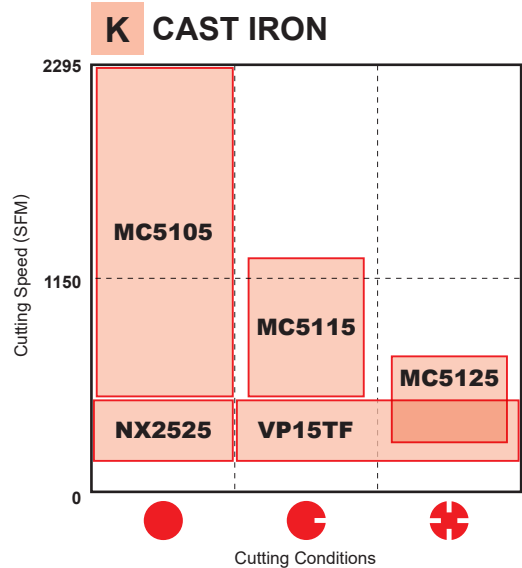 K CAST IRON
2295
1150
0
Cutting Speed (SFM)
MC5105
MC5115
MC5125
NX2525
VP15TF
Cutting Conditions